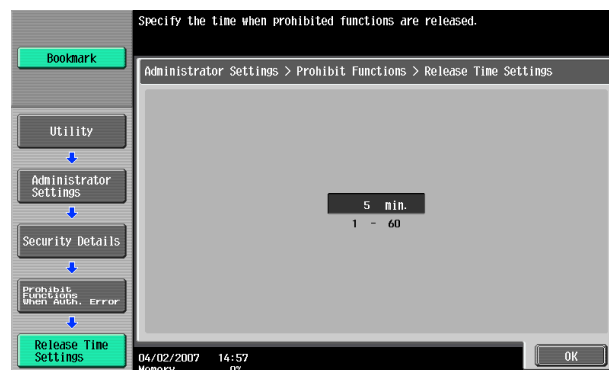 Specify the time when prohibited functions are released.
Bookmark
Administrator Settings > Prohibit Functions > Release Time Settings
Utility
Administrator
Settings
Security Details
Prohibit
Functions
When Auth. Error
Release Time
Settings
5 min.
1 - 60
04/02/2007 14:57
Memory 0%
OK